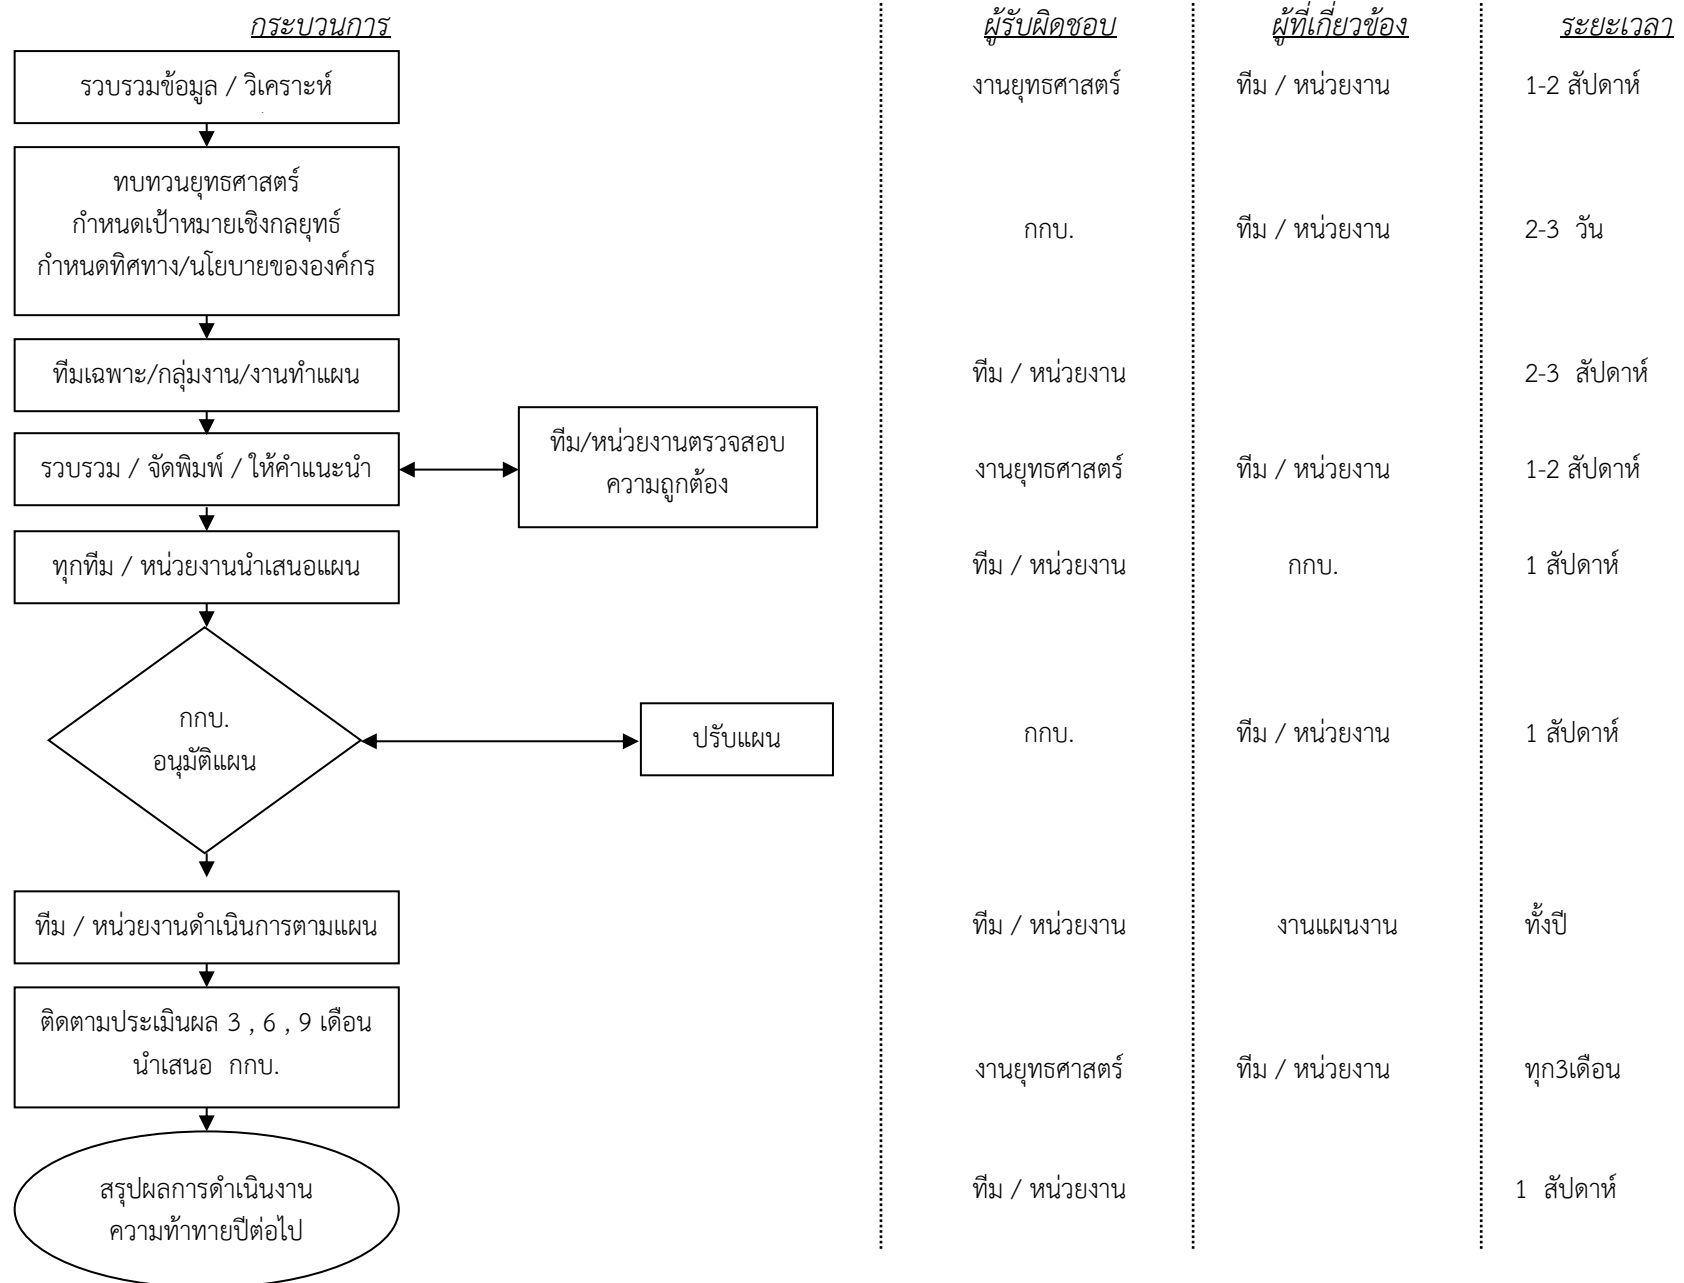 กระบวนการ ผู้รับผิดชอบ ผู้ที่เกี่ยวข้อง ระยะเวลา
รวบรวมข้อมูล / วิเคราะห์ งานยุทธศาสตร์ ทีม / หน่วยงาน 1-2 สัปดาห์
ทบทวนยุทธศาสตร์
กำหนดเป้าหมายเชิงกลยุทธ์
กำหนดทิศทาง/นโยบายขององค์กร
กกบ. ทีม / หน่วยงาน 2-3 วัน
ทีมเฉพาะ/กลุ่มงาน/งานทำแผน ทีม / หน่วยงาน 2-3 สัปดาห์
รวบรวม / จัดพิมพ์ / ให้คำแนะนำ
ทีม/หน่วยงานตรวจสอบ
ความถูกต้อง
งานยุทธศาสตร์ ทีม / หน่วยงาน 1-2 สัปดาห์
ทุกทีม / หน่วยงานนำเสนอแผน ทีม / หน่วยงาน กกบ. 1 สัปดาห์
กกบ.
อนุมัติแผน
ปรับแผน กกบ. ทีม / หน่วยงาน 1 สัปดาห์
ทีม / หน่วยงานดำเนินการตามแผน ทีม / หน่วยงาน งานแผนงาน ทั้งปี
ติดตามประเมินผล 3 , 6 , 9 เดือน
นำเสนอ กกบ.
งานยุทธศาสตร์ ทีม / หน่วยงาน ทุก3เดือน
สรุปผลการดำเนินงาน
ความท้าทายปีต่อไป
ทีม / หน่วยงาน 1 สัปดาห์